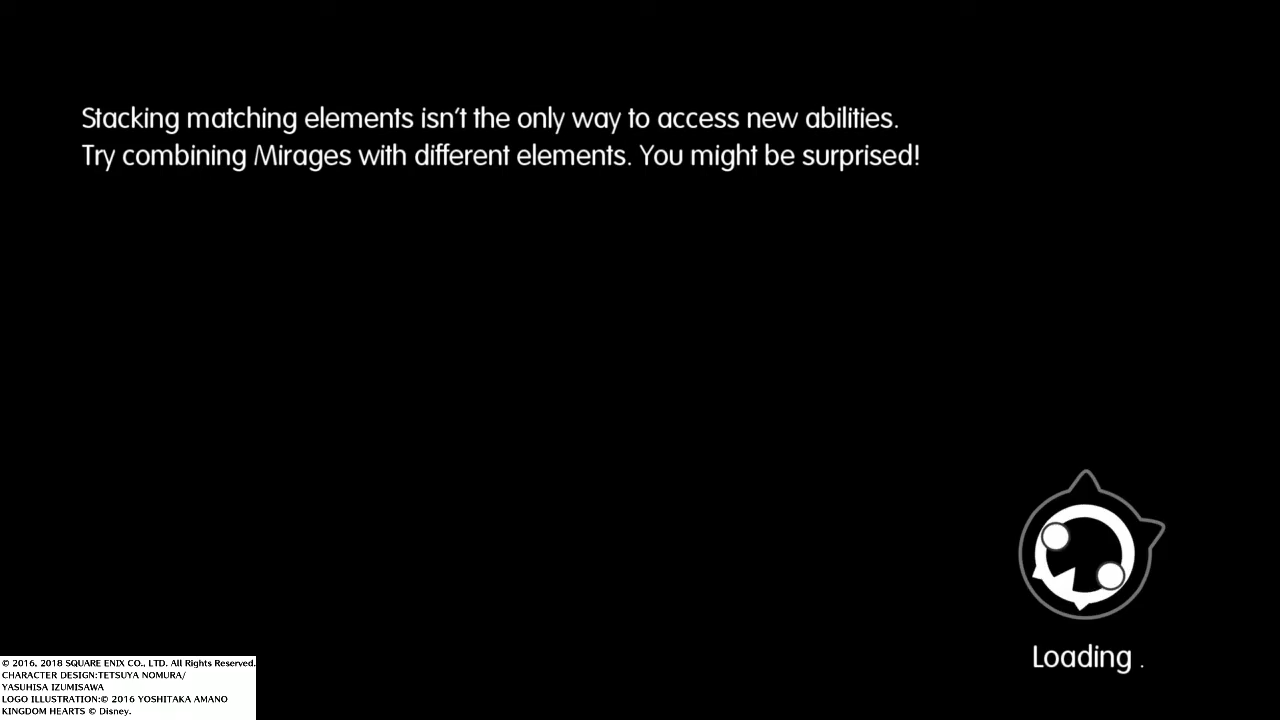 Stacking matching elements isn't the only way to access new abilities.
Try combining Mirages with different elements. You might be surprised!
Loading .
© 2016, 2018 SQUARE ENIX CO., LTD. All Rights Reserved.
CHARACTER DESIGN:TETSUYA NOMURA/
YASUHISA IZUMISAWA
LOGO ILLUSTRATION:© 2016 YOSHITAKA AMANO
KINGDOM HEARTS © Disney.